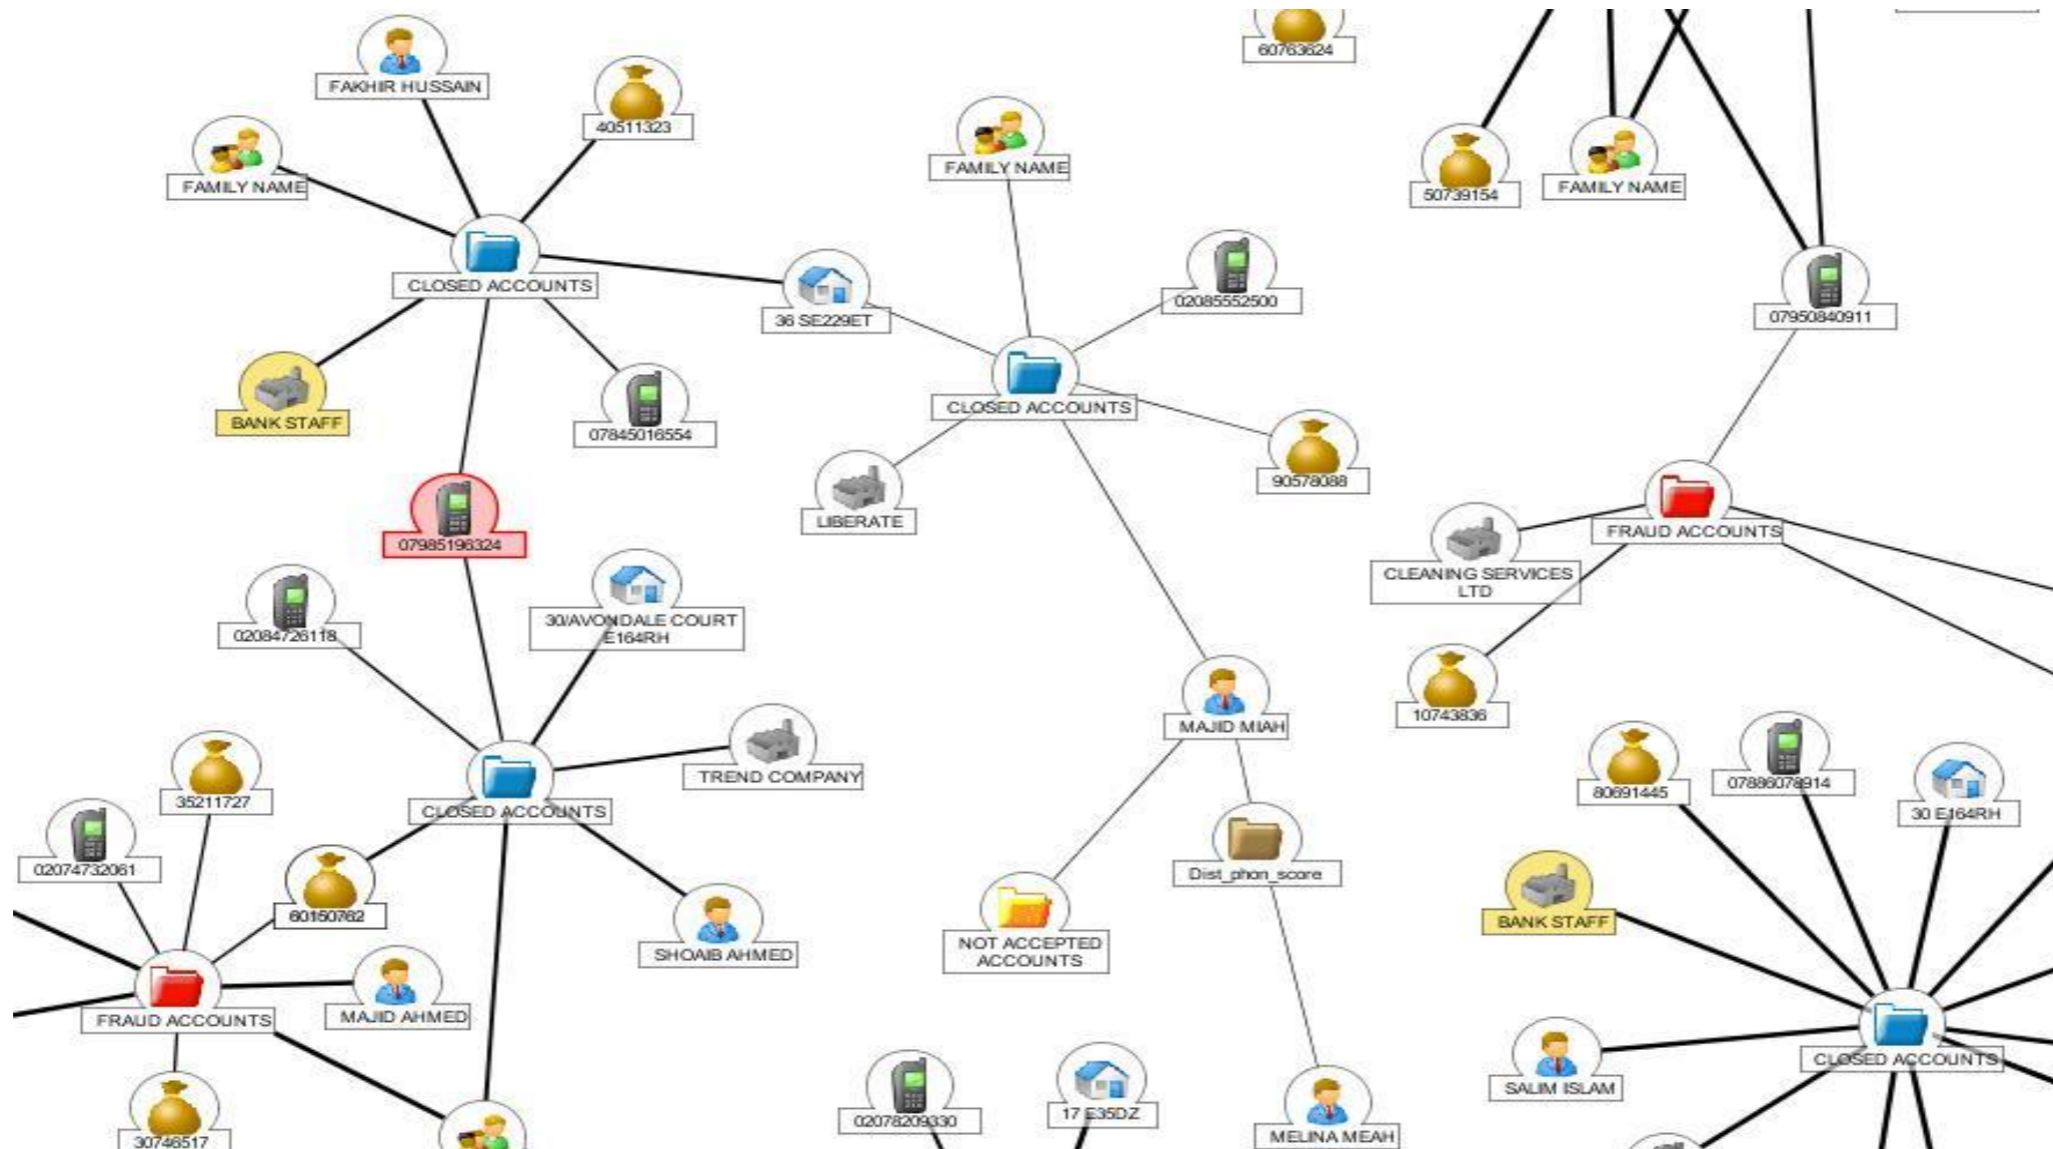 60763624
FAKHIR HUSSAIN
40511323
FAMILY NAME
FAMILY NAME
50739154
FAMILY NAME
CLOSED ACCOUNTS
36 SE229ET
02085552500
07950840911
BANK STAFF
07845016554
CLOSED ACCOUNTS
90578088
LIBERATE
07985196324
FRAUD ACCOUNTS
CLEANING SERVICES
LTD
02084726118
30/AVONDALE COURT
E164RH
10743836
MAJID MIAH
TREND COMPANY
35211727
CLOSED ACCOUNTS
80691445
07886078914
30 E164RH
02074732061
Dist_phon_score
60150762
BANK STAFF
SHOAIB AHMED
NOT ACCEPTED
ACCOUNTS
FRAUD ACCOUNTS
MAJID AHMED
CLOSED ACCOUNTS
SALIM ISLAM
02078209330
17 E35DZ
MELINA MEAH
30746517